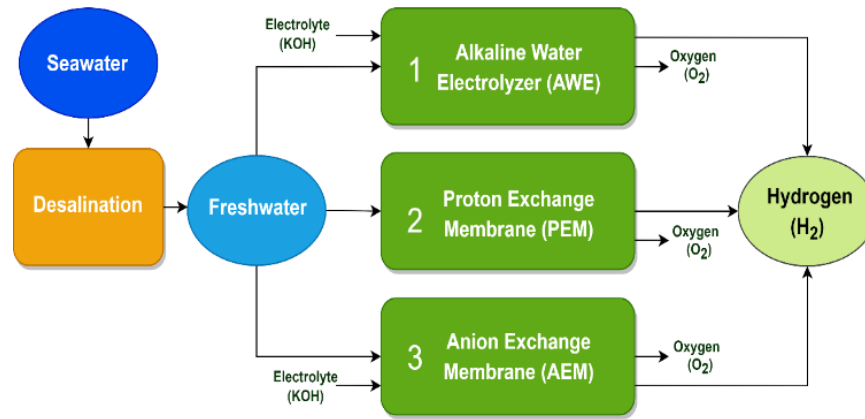 Seawater
Desalination
Freshwater
Electrolyte
(KOH)
1
Alkaline Water
Electrolyzer (AWE)
Oxygen
(O₂)
2
Proton Exchange
Membrane (PEM)
Oxygen
(O₂)
Electrolyte
(KOH)
3
Anion Exchange
Membrane (AEM)
Oxygen
(O₂)
Hydrogen
(H₂)